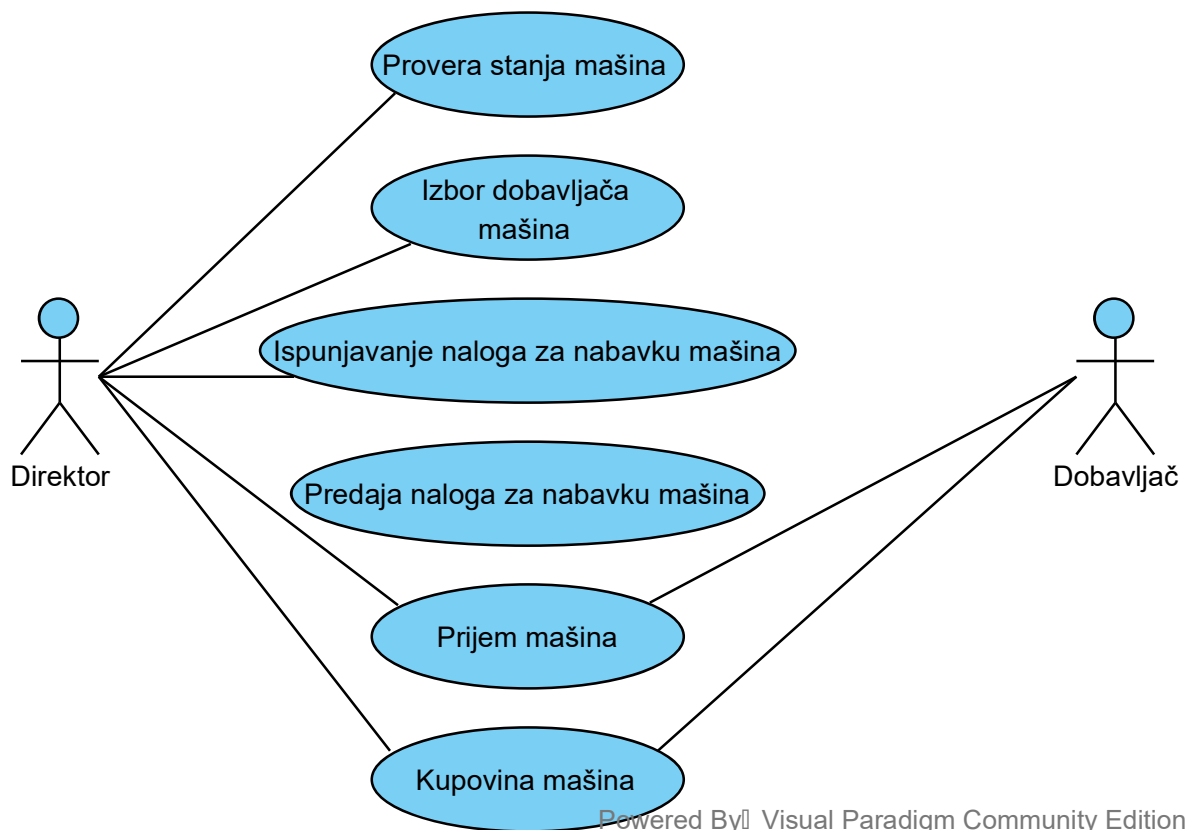 Provera stanja mašina
Izbor dobavljača
mašina
Ispunjavanje naloga za nabavku mašina
Direktor
Dobavljač
Predaja naloga za nabavku mašina
Prijem mašina
Kupovina mašina
Powered By Visual Paradigm Community Edition